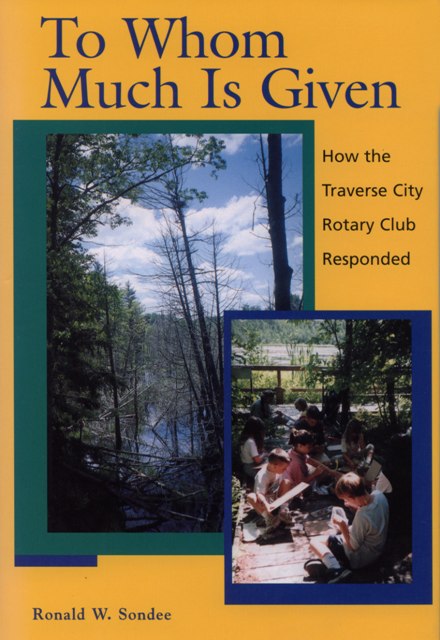 To Whom
Much Is Given
How the
Traverse City
Rotary Club
Responded
Ronald W. Sondee